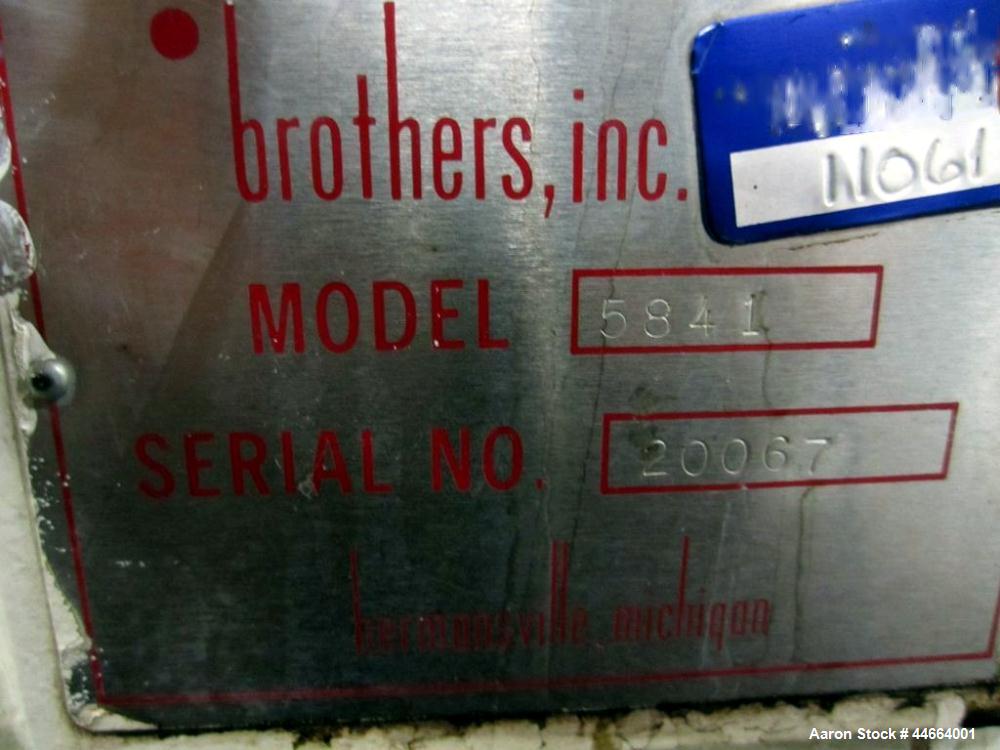 brothers, inc.
N061
MODEL 5841
SERIAL NO. 20067
hermansville, michigan
Aaron Stock # 44664001